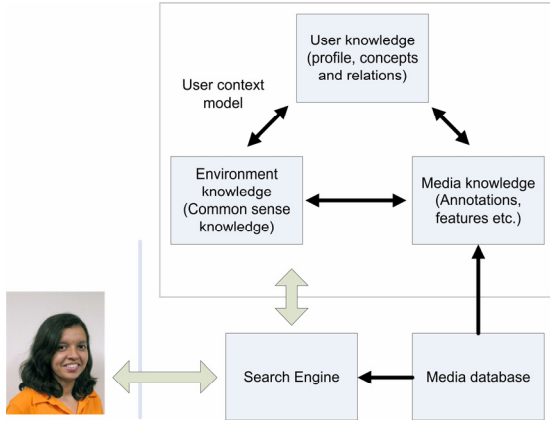 User knowledge
(profile, concepts
and relations)
User context
model
Environment
knowledge
(Common sense
knowledge)
Media knowledge
(Annotations,
features etc.)
Search Engine
Media database